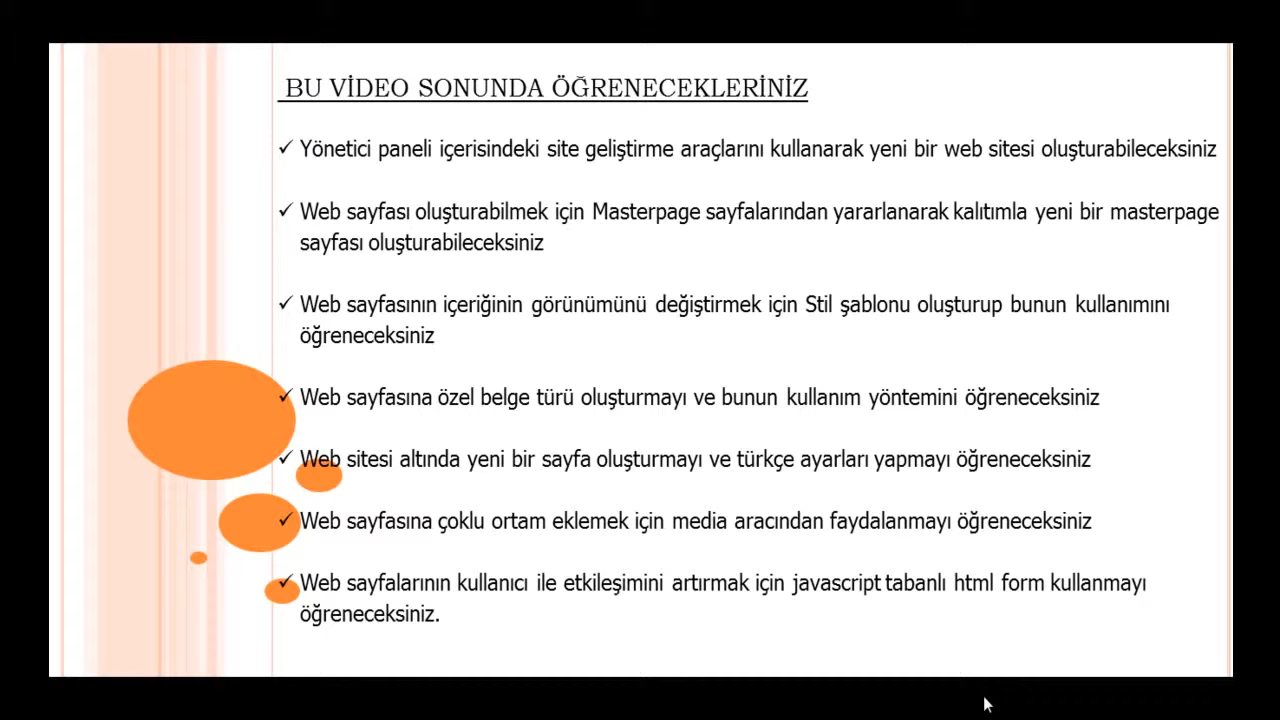 BU VİDEO SONUNDA ÖĞRENECEKLERİNİZ
✓ Yönetici paneli içerisindeki site geliştirme araçlarını kullanarak yeni bir web sitesi oluşturabileceksiniz
✓ Web sayfası oluşturabilmek için Masterpage sayfalarından yararlanarak kalıtımla yeni bir masterpage
sayfası oluşturabileceksiniz
✓ Web sayfasının içeriğinin görünümünü değiştirmek için Stil şablonu oluşturup bunun kullanımını
öğreneceksiniz
✓ Web sayfasına özel belge türü oluşturmayı ve bunun kullanım yöntemini öğreneceksiniz
✓ Web sitesi altında yeni bir sayfa oluşturmayı ve türkçe ayarları yapmayı öğreneceksiniz
✓ Web sayfasına çoklu ortam eklemek için media aracından faydalanmayı öğreneceksiniz
✓ Web sayfalarının kullanıcı ile etkileşimini artırmak için javascript tabanlı html form kullanmayı
öğreneceksiniz.